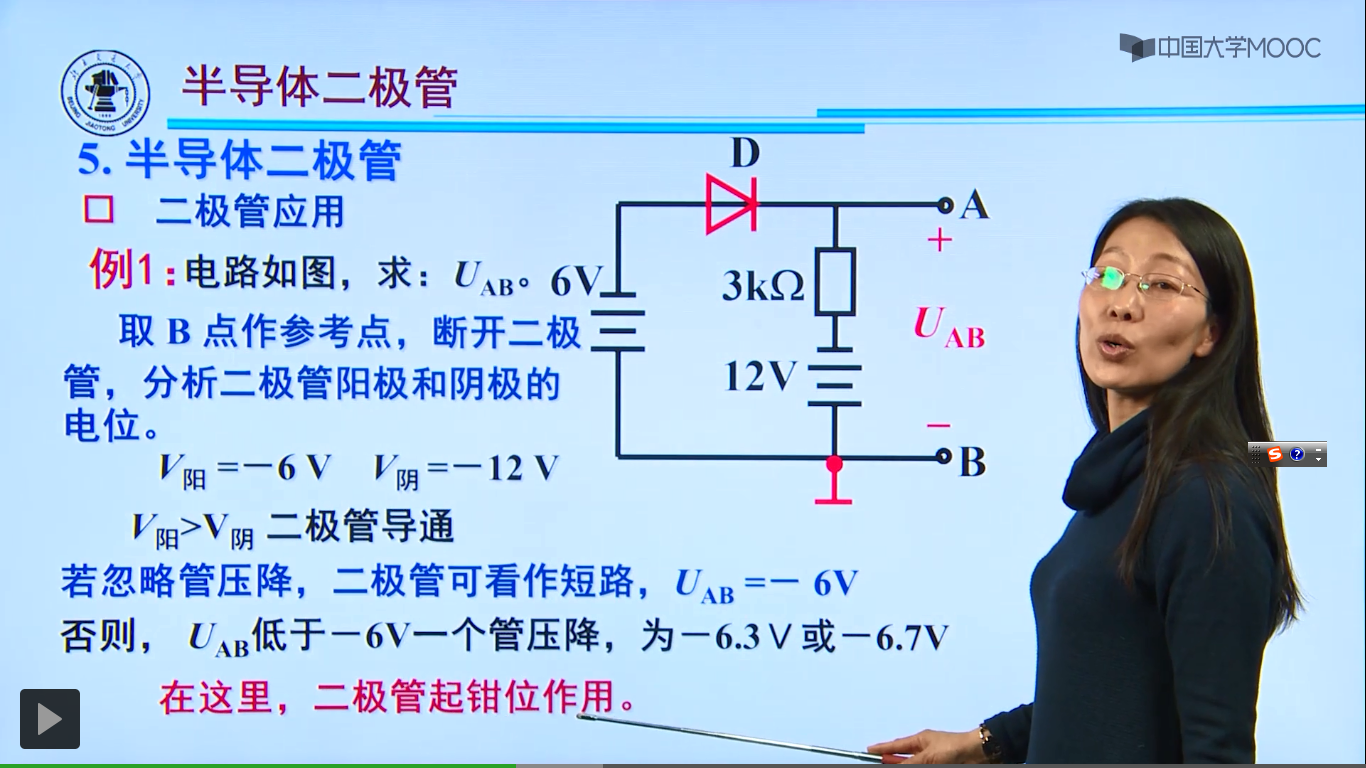 中国大学MOOC
半导体二极管
5. 半导体二极管
D
□ 二极管应用
A
+
例1:电路如图，求：UAB。
6V
3kΩ
UAB
取 B 点作参考点，断开二极
管，分析二极管阳极和阴极的
电位。
12V
−
B
V阳 =－6 V V阴 =－12 V
V阳>V阴 二极管导通
若忽略管压降，二极管可看作短路，UAB =－ 6V
否则， UAB低于－6V一个管压降，为－6.3V或－6.7V
在这里，二极管起钳位作用。